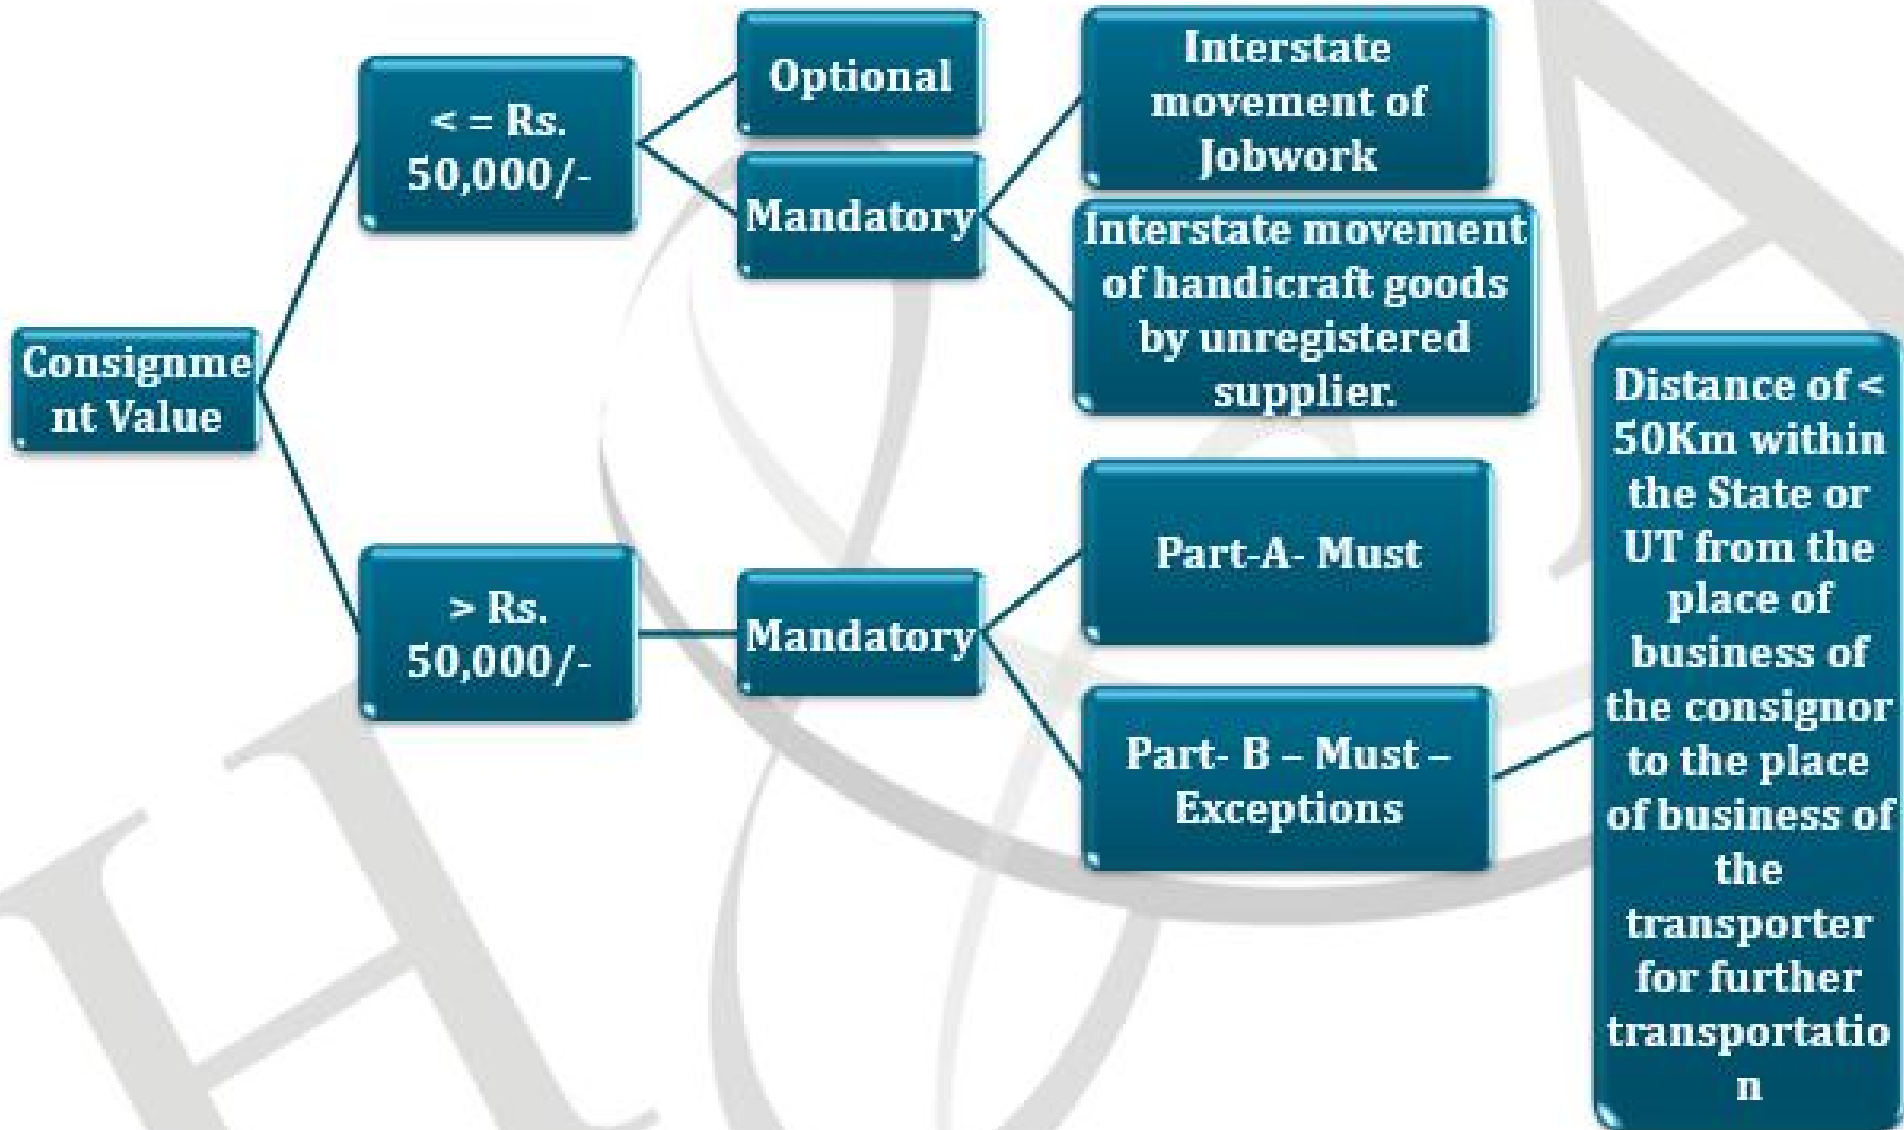 Consignme
nt Value
< = Rs.
50,000/-
Optional
Mandatory
Interstate
movement of
Jobwork
Interstate movement
of handicraft goods
by unregistered
supplier.
> Rs.
50,000/-
Mandatory
Part-A- Must
Part- B – Must –
Exceptions
Distance of <
50Km within
the State or
UT from the
place of
business of
the consignor
to the place
of business of
the
transporter
for further
transportatio
n